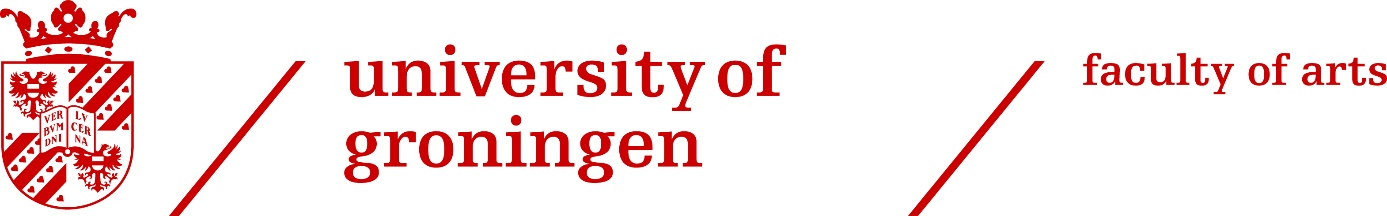 VER
BVM
DNI
LV
CER
NA
university of
groningen
faculty of arts